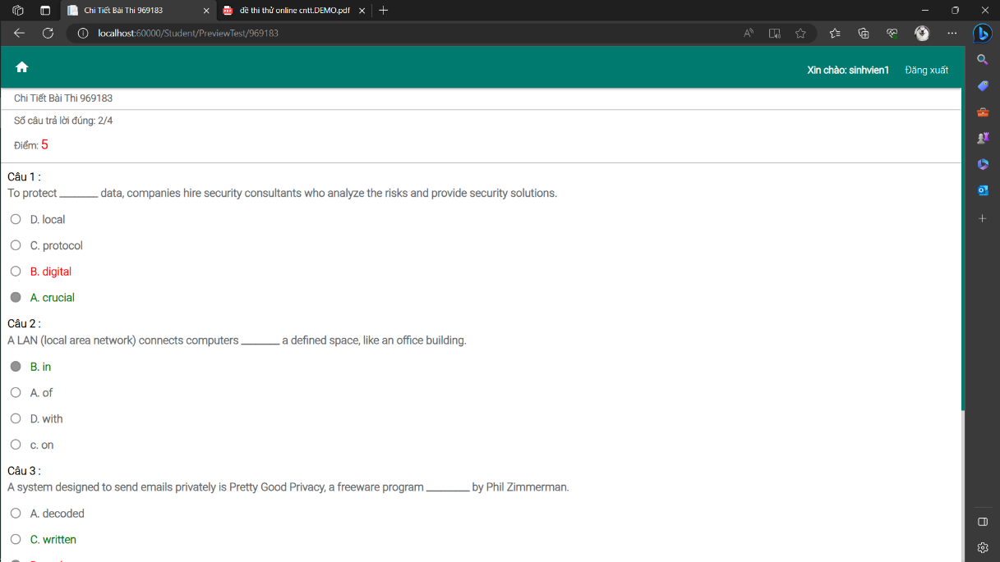 Chi Tiết Bài Thi 969183
đề thi thử online cntt.DEMO.pdf
localhost:60000/Student/PreviewTest/969183
Xin chào: sinhvien1 Đăng xuất
Chi Tiết Bài Thi 969183
Số câu trả lời đúng: 2/4
Điểm: 5
Câu 1 :
To protect ________ data, companies hire security consultants who analyze the risks and provide security solutions.
D. local
C. protocol
B. digital
A. crucial
Câu 2 :
A LAN (local area network) connects computers ________ a defined space, like an office building.
B. in
A. of
D. with
c. on
Câu 3 :
A system designed to send emails privately is Pretty Good Privacy, a freeware program _________ by Phil Zimmerman.
A. decoded
C. written